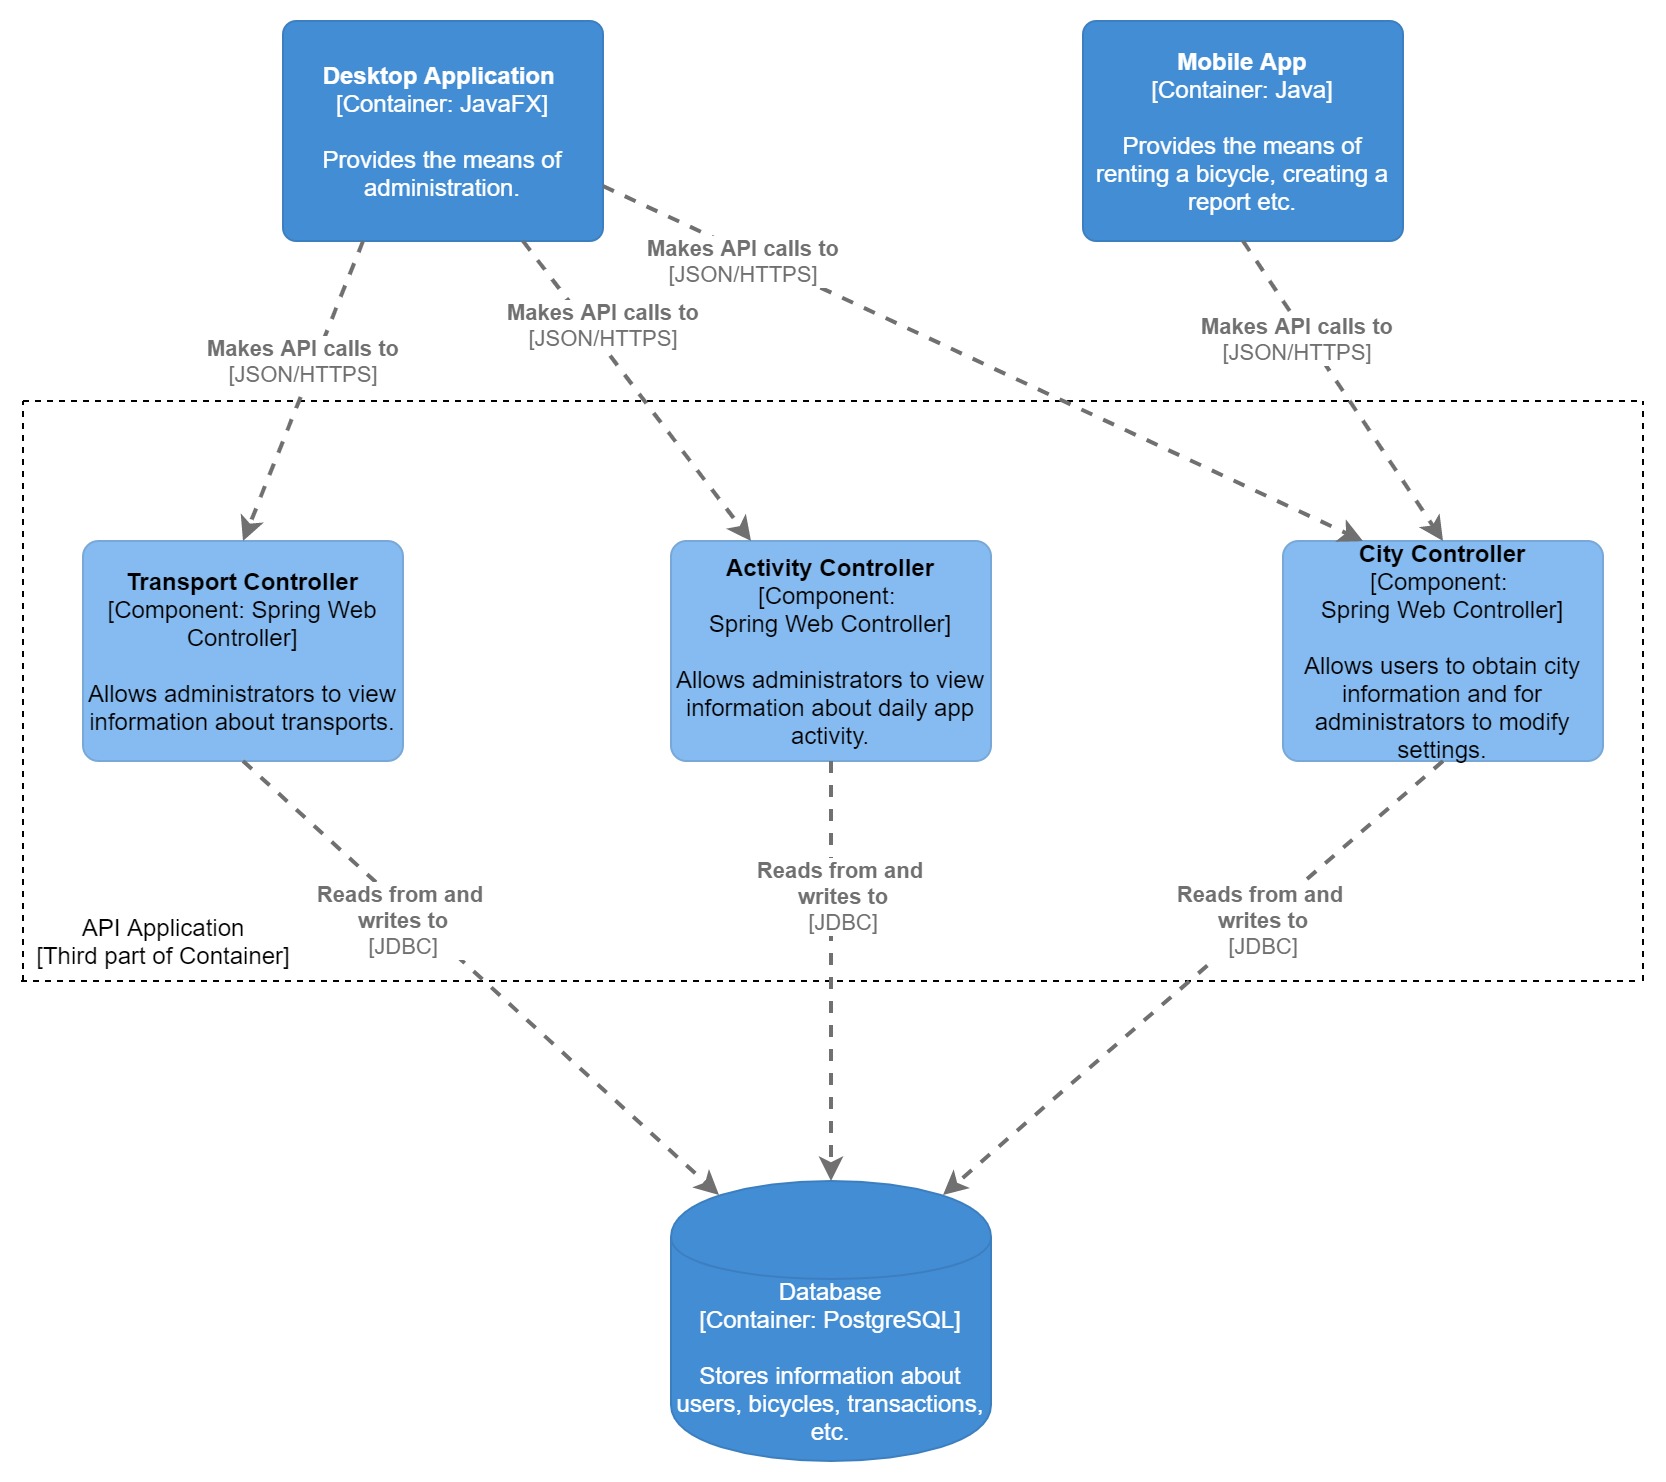 Desktop Application
[Container: JavaFX]
Provides the means of
administration.
Mobile App
[Container: Java]
Provides the means of
renting a bicycle, creating a
report etc.
Makes API calls to
[JSON/HTTPS]
Makes API calls to
[JSON/HTTPS]
Makes API calls to
[JSON/HTTPS]
Makes API calls to
[JSON/HTTPS]
Transport Controller
[Component: Spring Web
Controller]
Allows administrators to view
information about transports.
Activity Controller
[Component:
Spring Web Controller]
Allows administrators to view
information about daily app
activity.
City Controller
[Component:
Spring Web Controller]
Allows users to obtain city
information and for
administrators to modify
settings.
Reads from and
writes to
[JDBC]
Reads from and
writes to
[JDBC]
Reads from and
writes to
[JDBC]
API Application
[Third part of Container]
Database
[Container: PostgreSQL]
Stores information about
users, bicycles, transactions,
etc.